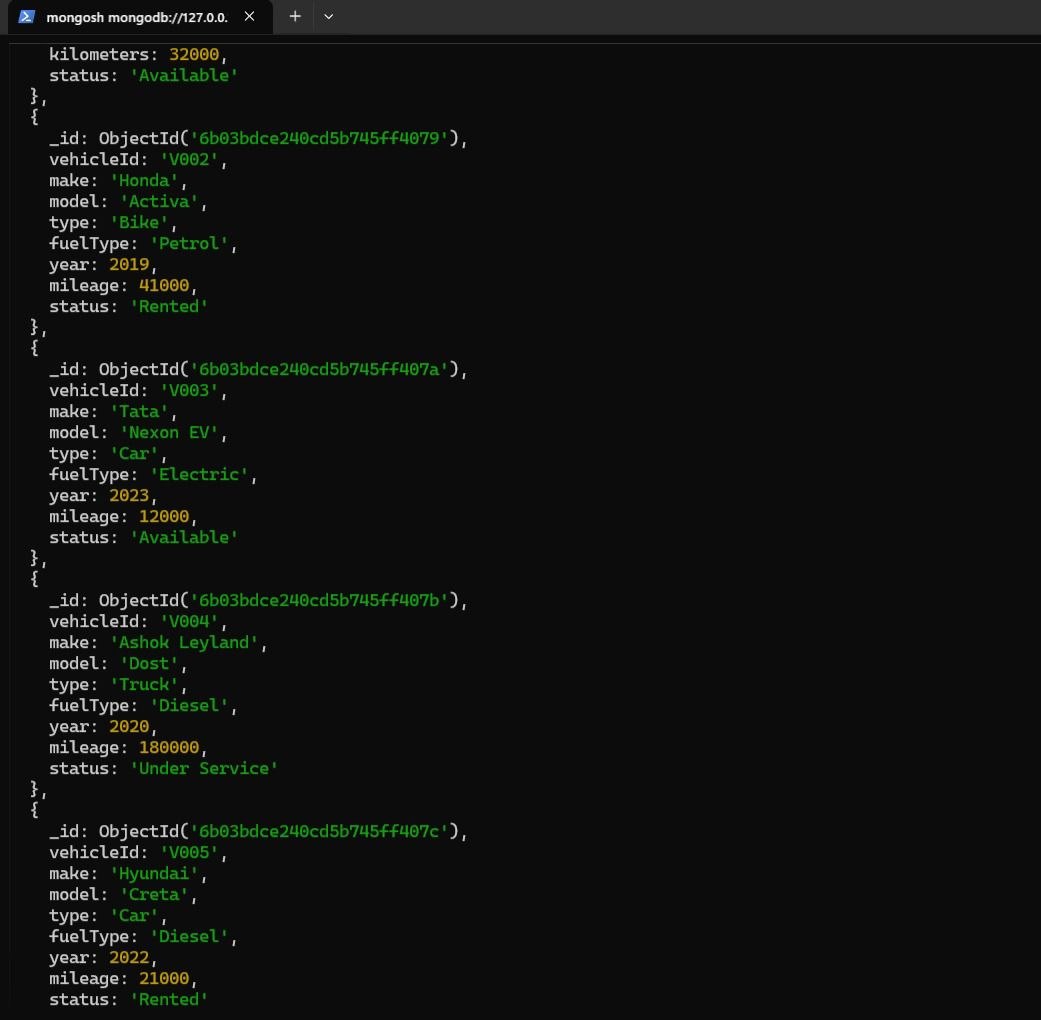 mongosh mongodb://127.0.0.
kilometers: 32000,
status: 'Available'
},
{
_id: ObjectId('6b03bdce240cd5b745ff4079'),
vehicleId: 'V002',
make: 'Honda',
model: 'Activa',
type: 'Bike',
fuelType: 'Petrol',
year: 2019,
mileage: 41000,
status: 'Rented'
},
{
_id: ObjectId('6b03bdce240cd5b745ff407a'),
vehicleId: 'V003',
make: 'Tata',
model: 'Nexon EV',
type: 'Car',
fuelType: 'Electric',
year: 2023,
mileage: 12000,
status: 'Available'
},
{
_id: ObjectId('6b03bdce240cd5b745ff407b'),
vehicleId: 'V004',
make: 'Ashok Leyland',
model: 'Dost',
type: 'Truck',
fuelType: 'Diesel',
year: 2020,
mileage: 180000,
status: 'Under Service'
},
{
_id: ObjectId('6b03bdce240cd5b745ff407c'),
vehicleId: 'V005',
make: 'Hyundai',
model: 'Creta',
type: 'Car',
fuelType: 'Diesel',
year: 2022,
mileage: 21000,
status: 'Rented'